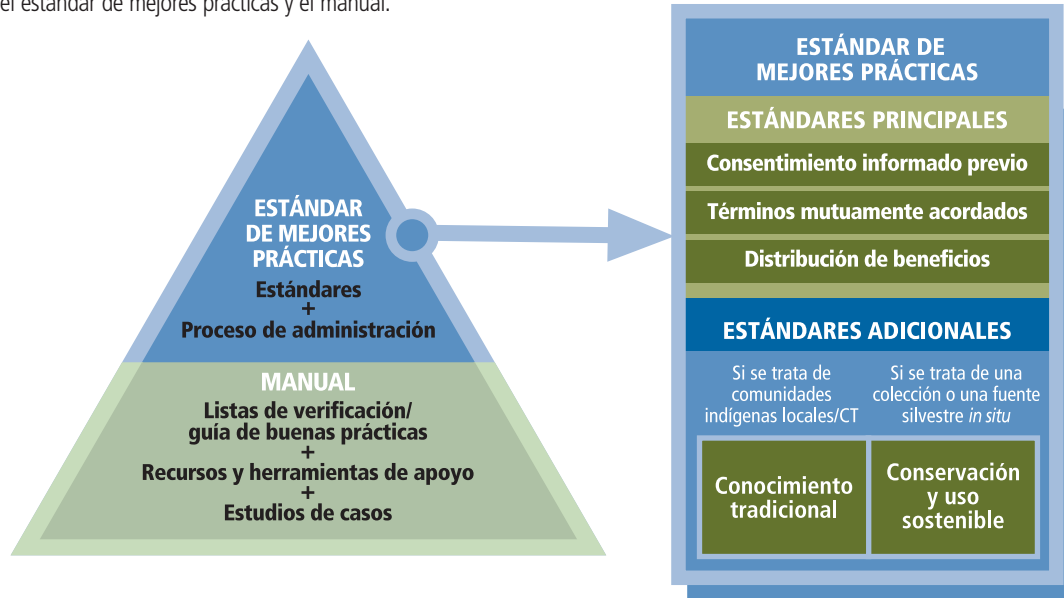 el estándar de mejores prácticas y el manual.
ESTÁNDAR
DE MEJORES
PRÁCTICAS
Estándares
+
Proceso de administración
MANUAL
Listas de verificación/
guía de buenas prácticas
+
Recursos y herramientas de apoyo
+
Estudios de casos
ESTÁNDAR DE
MEJORES PRÁCTICAS
ESTÁNDARES PRINCIPALES
Consentimiento informado previo
Términos mutuamente acordados
Distribución de beneficios
ESTÁNDARES ADICIONALES
Si se trata de
comunidades
indígenas locales/CT
Si se trata de una
colección o una fuente
silvestre in situ
Conocimiento
tradicional
Conservación
y uso
sostenible